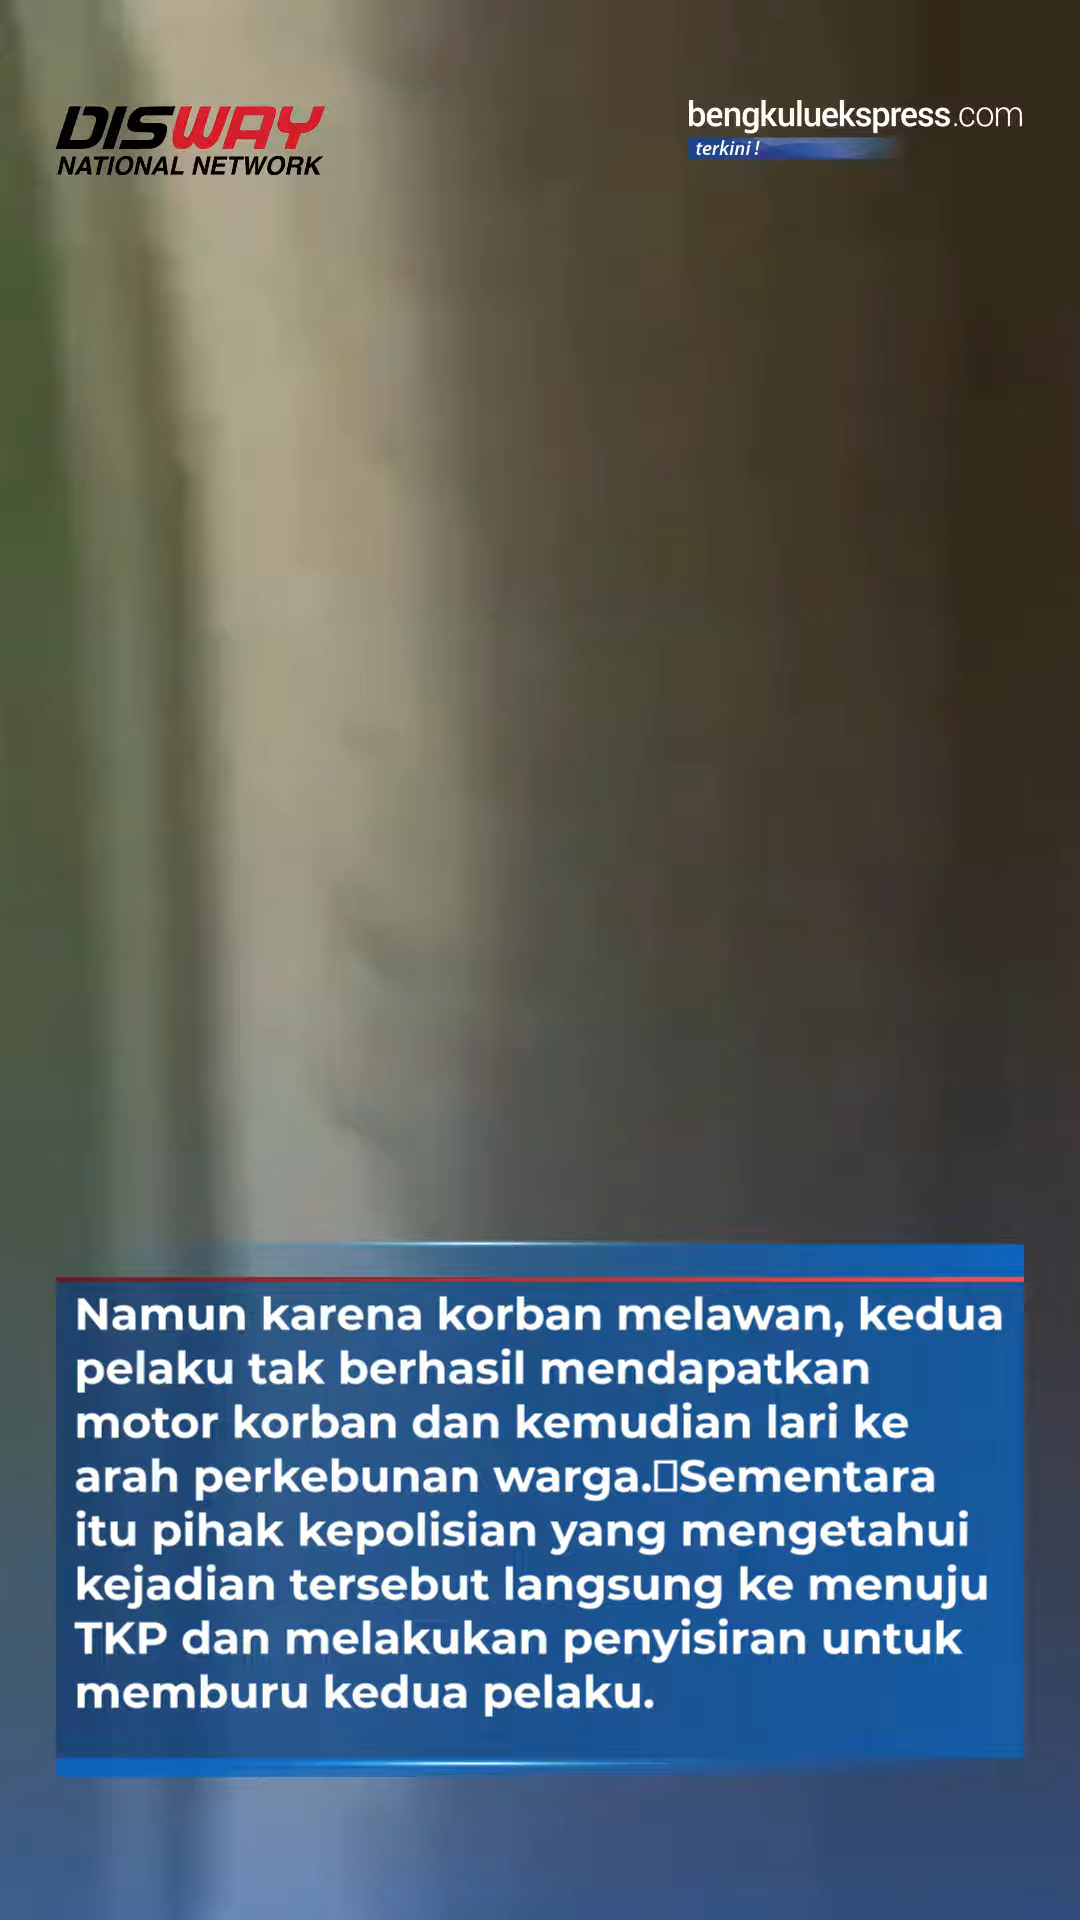 DISWAY
NATIONAL NETWORK
bengkuluekspress.com
terkini!
Namun karena korban melawan, kedua
pelaku tak berhasil mendapatkan
motor korban dan kemudian lari ke
arah perkebunan warga.▯Sementara
itu pihak kepolisian yang mengetahui
kejadian tersebut langsung ke menuju
TKP dan melakukan penyisiran untuk
memburu kedua pelaku.